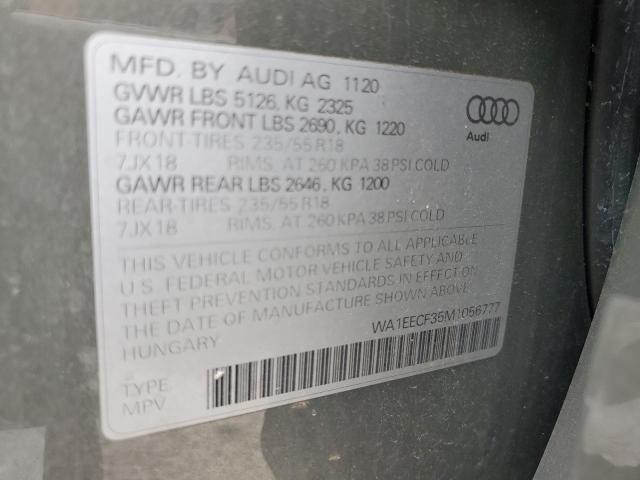 MFD. BY AUDI AG 1120
GVWR LBS 5126, KG 2325
GAWR FRONT LBS 2690, KG 1220
FRONT-TIRES 235/55 R18
7JX18 RIMS, AT 260 KPA 38 PSI COLD
GAWR REAR LBS 2646, KG 1200
REAR-TIRES 235/55 R18
7JX18 RIMS, AT 260 KPA 38 PSI COLD
Audi
THIS VEHICLE CONFORMS TO ALL APPLICABLE
U.S. FEDERAL MOTOR VEHICLE SAFETY AND
THEFT PREVENTION STANDARDS IN EFFECT ON
THE DATE OF MANUFACTURE SHOWN ABOVE.
HUNGARY WA1EECF35M1056777
TYPE
MPV